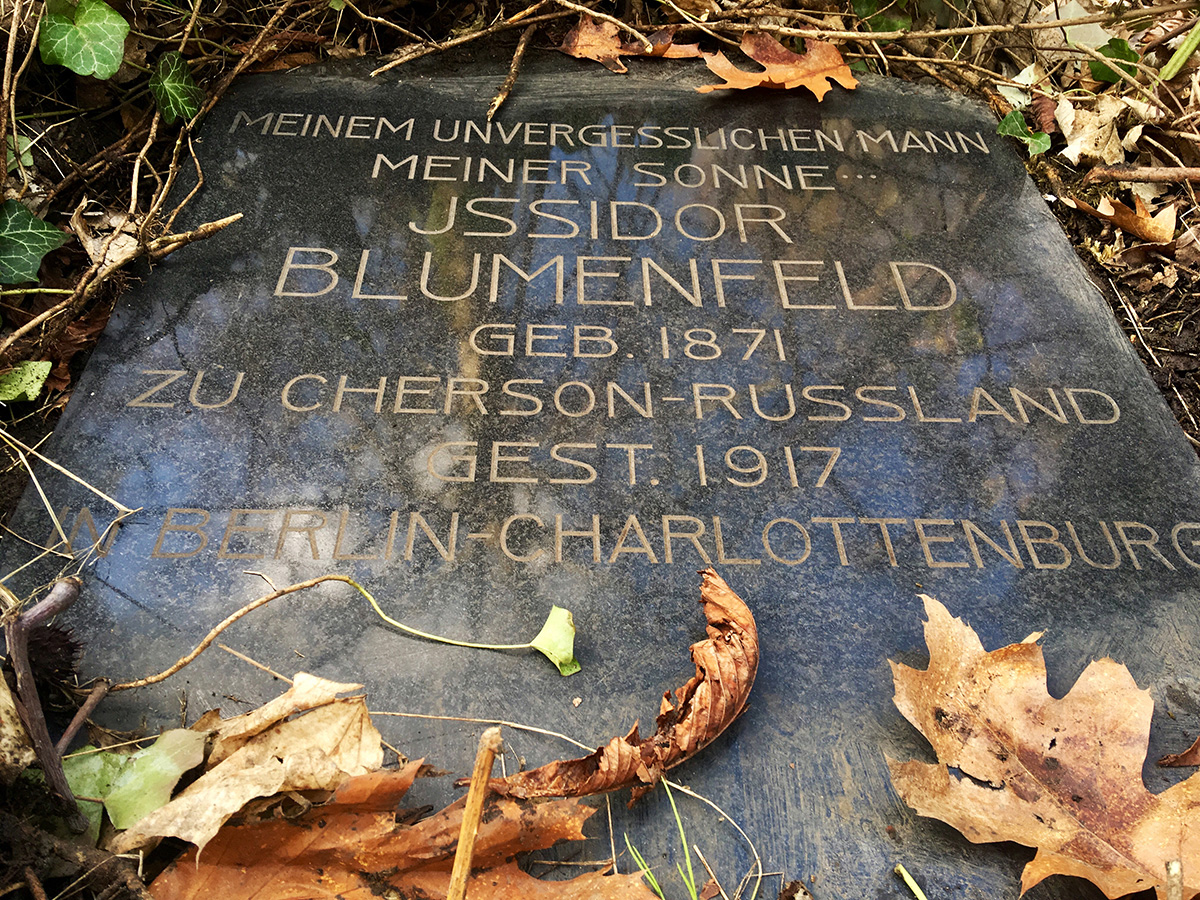 MEINEM UNVERGESSLICHEN MANN
MEINER SONNE...
JSSIDOR
BLUMENFELD
GEB. 1871
ZU CHERSON-RUSSLAND
GEST. 1917
IN BERLIN-CHARLOTTENBURG